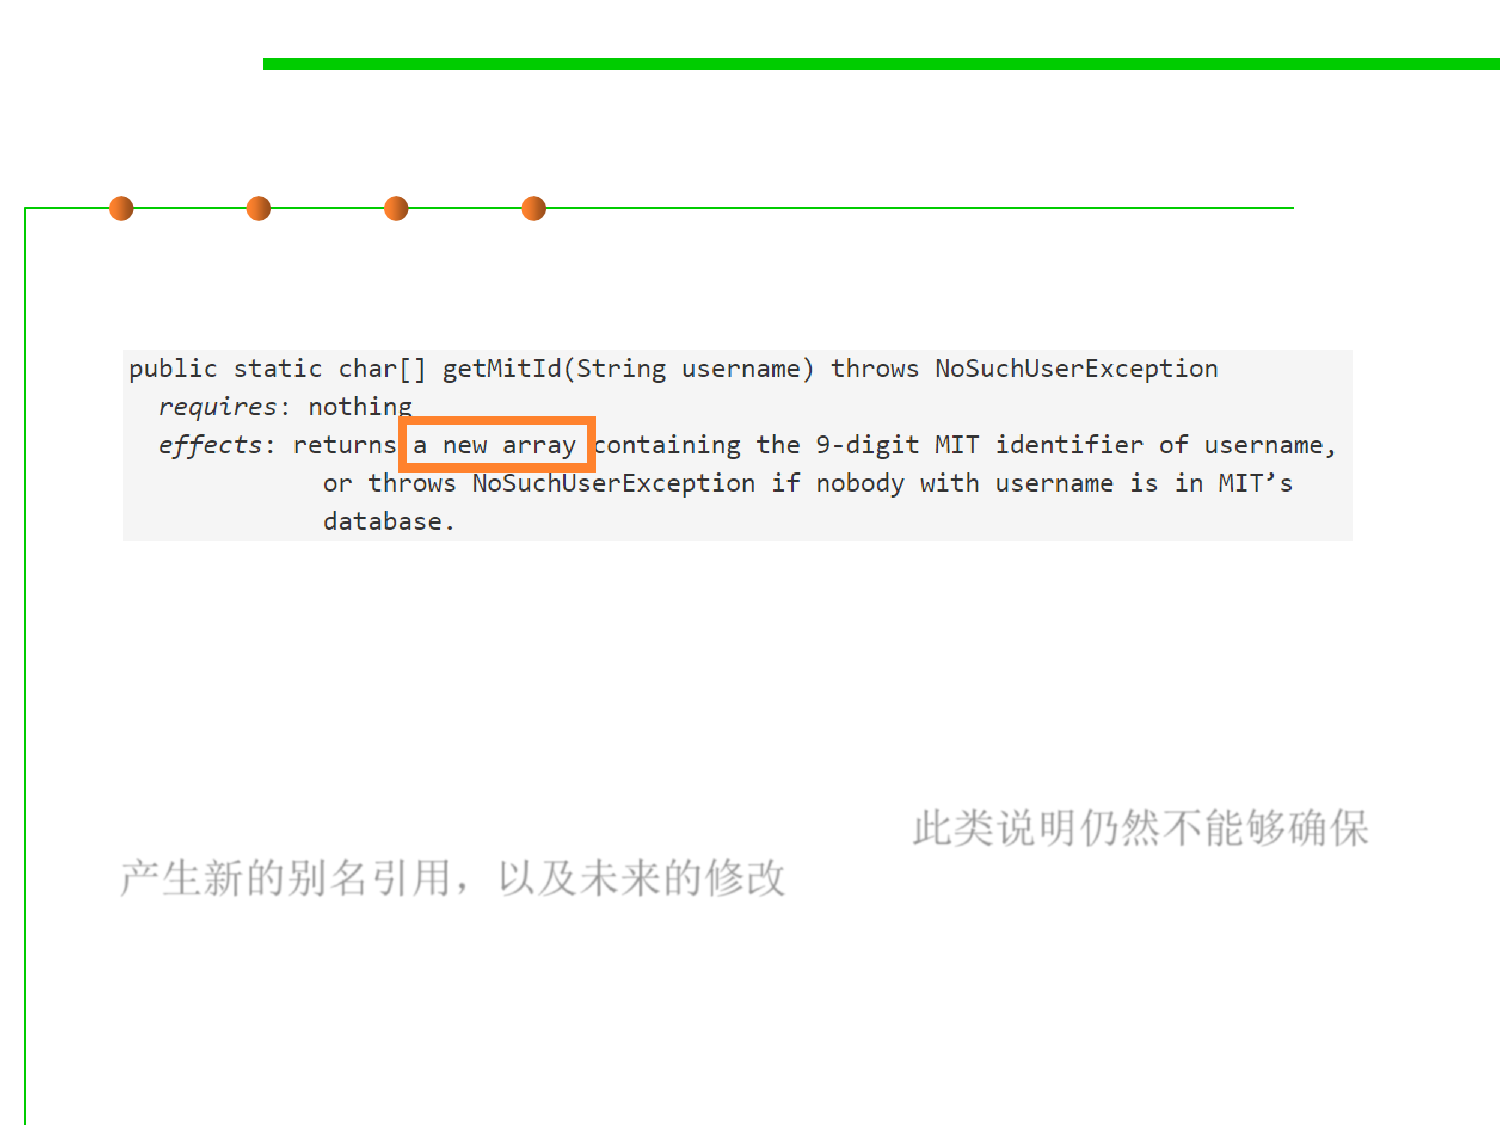 public static char[] getMitId(String username) throws NoSuchUserException
requires: nothing
effects: returns a new array containing the 9-digit MIT identifier of username,
or throws NoSuchUserException if nobody with username is in MIT’s
database.
此类说明仍然不能够确保
产生新的别名引用，以及未来的修改